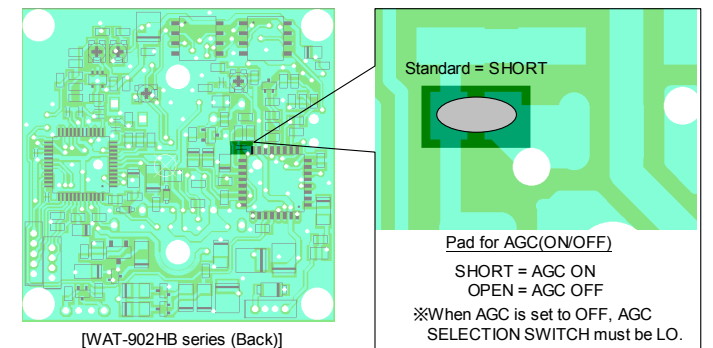 Standard = SHORT
Pad for AGC(ON/OFF)
SHORT = AGC ON
OPEN = AGC OFF
※When AGC is set to OFF, AGC
SELECTION SWITCH must be LO.
[WAT-902HB series (Back)]